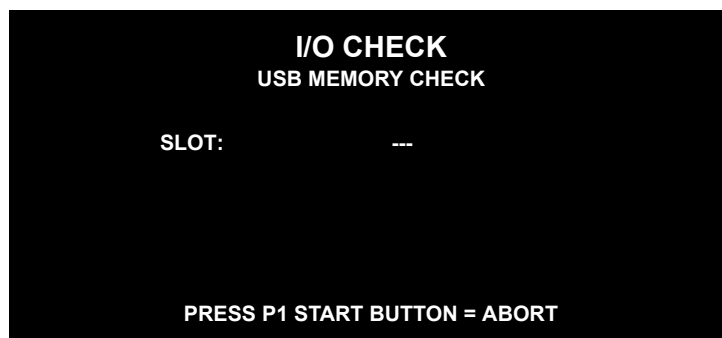 I/O CHECK
USB MEMORY CHECK
SLOT: ---
PRESS P1 START BUTTON = ABORT